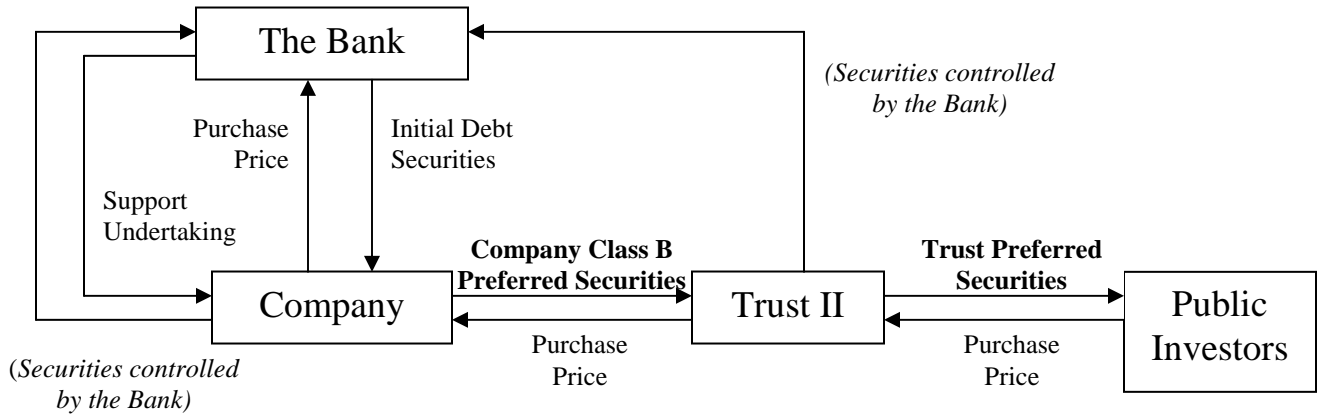 The Bank
(Securities controlled
by the Bank)
Purchase
Price
Initial Debt
Securities
Support
Undertaking
Company Class B
Preferred Securities
Trust Preferred
Securities
Company
Trust II
Public
Investors
Purchase
Price
Purchase
Price
(Securities controlled
by the Bank)